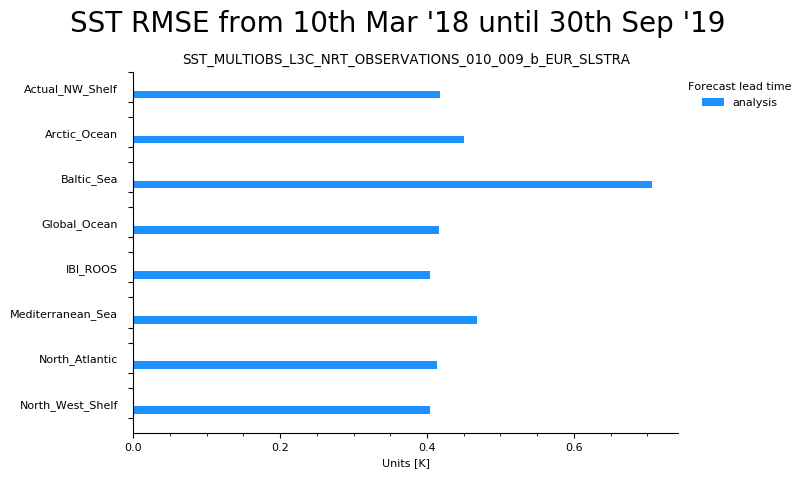 SST RMSE from 10th Mar '18 until 30th Sep '19
SST_MULTIOBS_L3C_NRT_OBSERVATIONS_010_009_b_EUR_SLSTRA
Forecast lead time
analysis
Actual_NW_Shelf
Arctic_Ocean
Baltic_Sea
Global_Ocean
IBI_ROOS
Mediterranean_Sea
North_Atlantic
North_West_Shelf
0.0 0.2 0.4 0.6
Units [K]